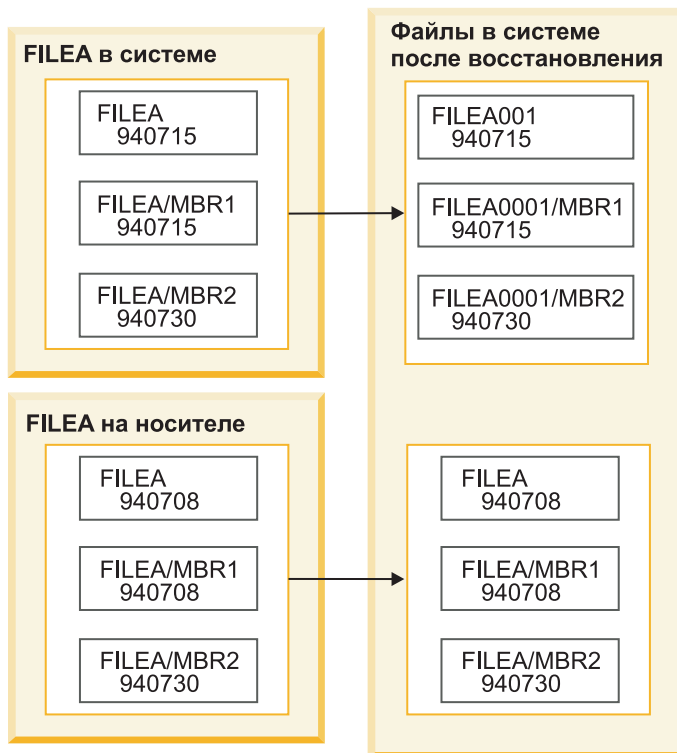 FILEA в системе
FILEA
940715
FILEA/MBR1
940715
FILEA/MBR2
940730
FILEA на носителе
FILEA
940708
FILEA/MBR1
940708
FILEA/MBR2
940730
Файлы в системе
после восстановления
FILEA001
940715
FILEA0001/MBR1
940715
FILEA0001/MBR2
940730
FILEA
940708
FILEA/MBR1
940708
FILEA/MBR2
940730